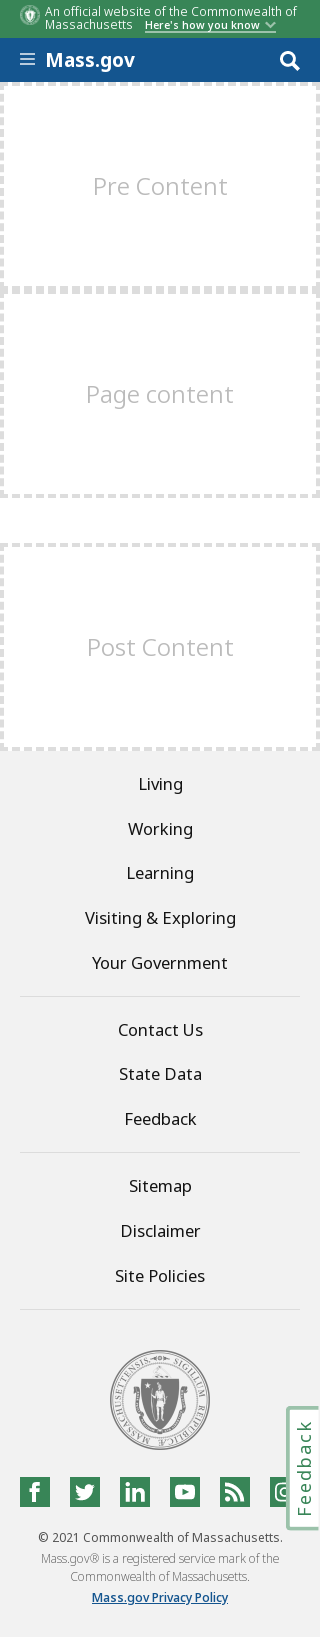 An official website of the Commonwealth of
Massachusetts Here's how you know
Mass.gov
Pre Content
Page content
Post Content
Living
Working
Learning
Visiting & Exploring
Your Government
Contact Us
State Data
Feedback
Sitemap
Disclaimer
Site Policies
SIGILLUM REIPUBLICÆ MASSACHUSETTENSIS
Feedback
© 2021 Commonwealth of Massachusetts.
Mass.gov® is a registered service mark of the
Commonwealth of Massachusetts.
Mass.gov Privacy Policy